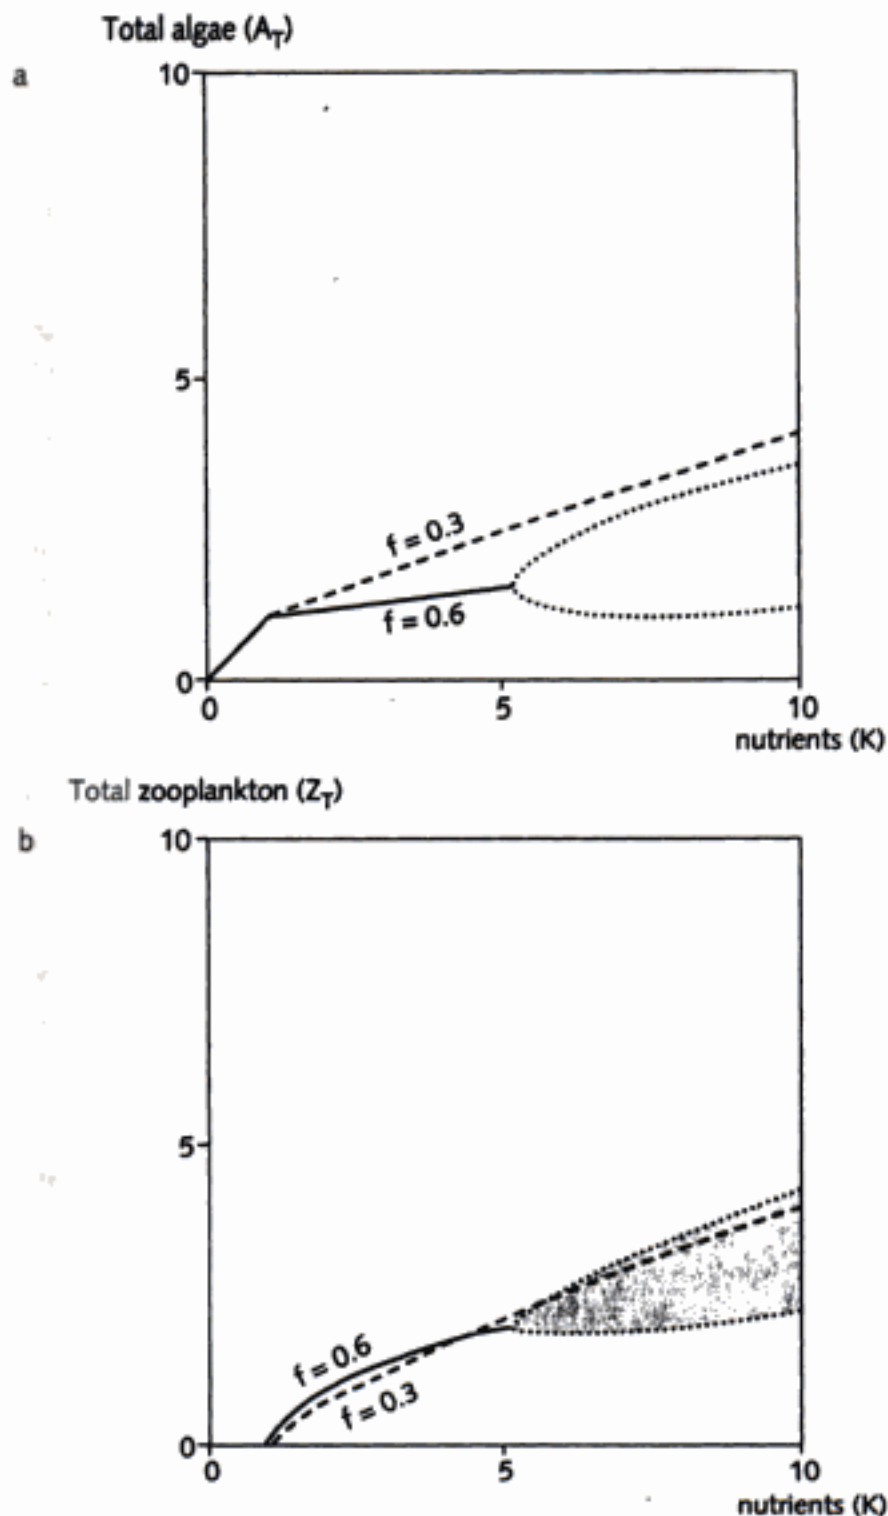 Total algae (A_T)
a
10
5
f = 0.3
f = 0.6
0
0 5 10
nutrients (K)
Total zooplankton (Z_T)
b
10
5
f = 0.6
f = 0.3
0
0 5 10
nutrients (K)